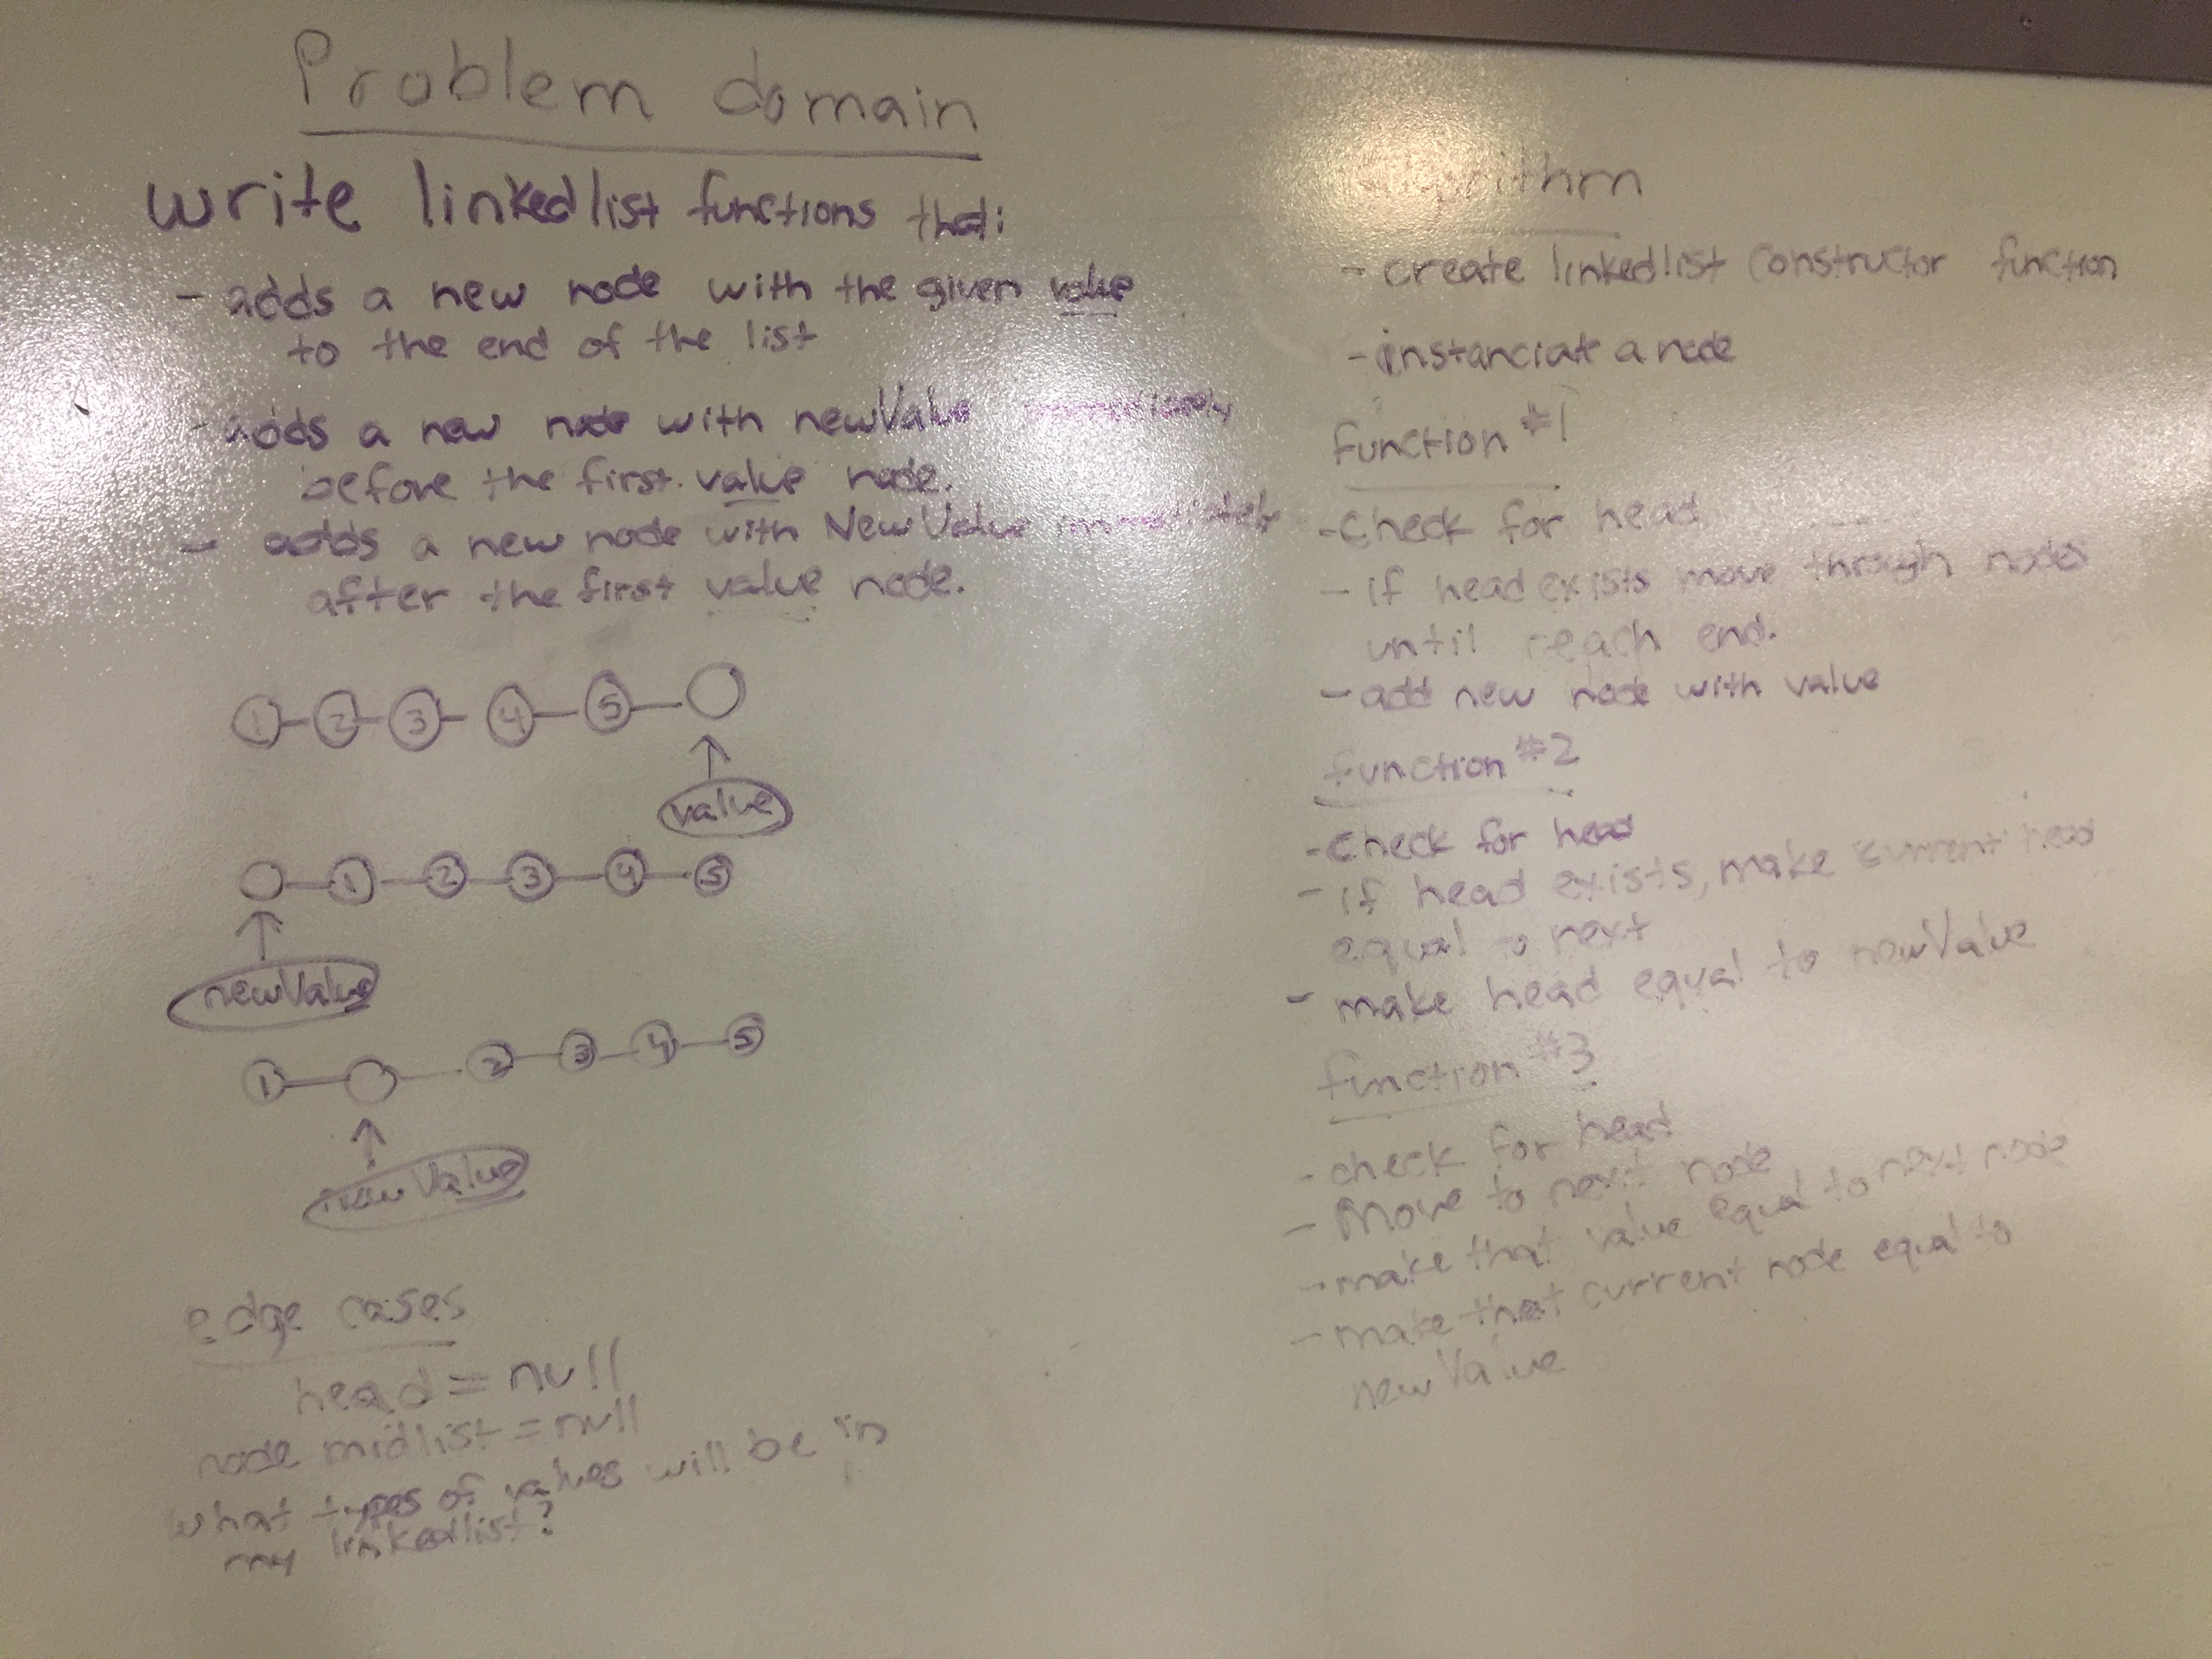 Problem domain
write linkedlist functions that:
- adds a new node with the given value
to the end of the list
- adds a new node with newValue immediately
before the first value node.
- adds a new node with NewValue immediately
after the first value node.
1 2 3 4 5
value
1 2 3 4 5
newValue
1 2 3 4 5
new Value
edge cases
head = null
node midlist = null
what types of values will be in
my linkedlist?
Algorithm
- create linkedlist constructor function
- instanciate a node
function #1
- Check for head
- if head exists move through nodes
until reach end.
- add new node with value
function #2
- Check for head
- if head exists, make current head
equal to next
- make head equal to newValue
function #3
- check for head
- Move to next node
- make that value equal to next node
- make that current node equal to
new Value